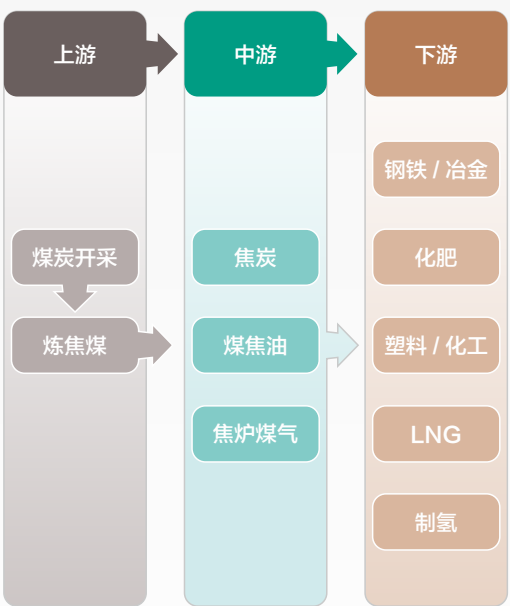 上游
中游
下游
煤炭开采
炼焦煤
焦炭
煤焦油
焦炉煤气
钢铁 / 冶金
化肥
塑料 / 化工
LNG
制氢